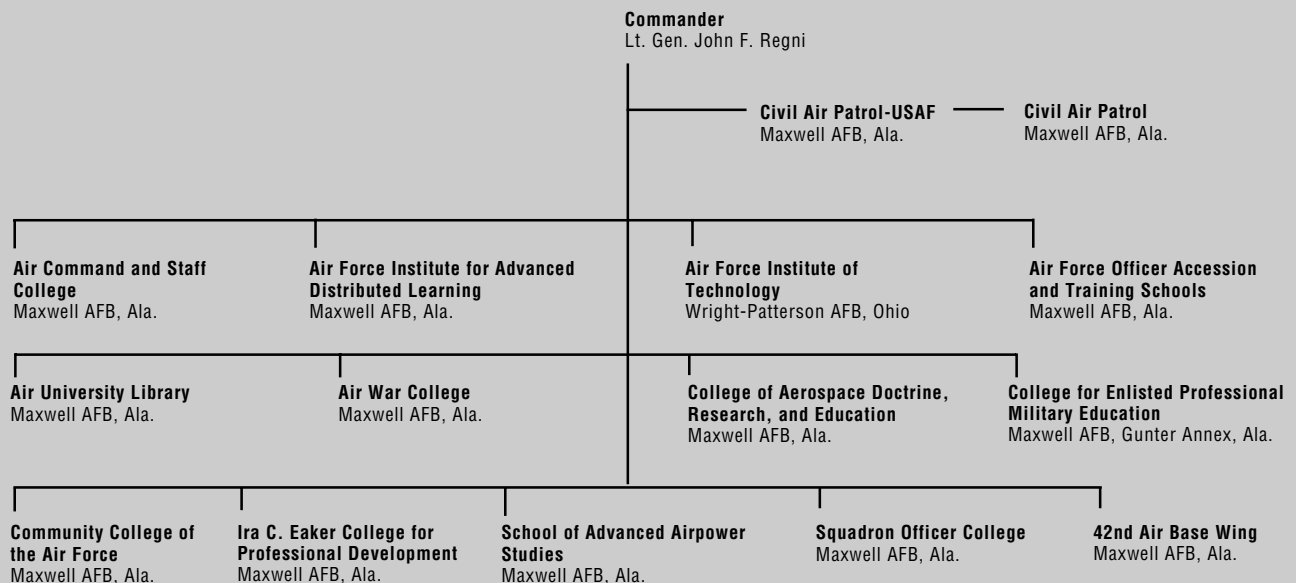 Commander
Lt. Gen. John F. Regni
Civil Air Patrol-USAF
Maxwell AFB, Ala.
Civil Air Patrol
Maxwell AFB, Ala.
Air Command and Staff
College
Maxwell AFB, Ala.
Air Force Institute for Advanced
Distributed Learning
Maxwell AFB, Ala.
Air Force Institute of
Technology
Wright-Patterson AFB, Ohio
Air Force Officer Accession
and Training Schools
Maxwell AFB, Ala.
Air University Library
Maxwell AFB, Ala.
Air War College
Maxwell AFB, Ala.
College of Aerospace Doctrine,
Research, and Education
Maxwell AFB, Ala.
College for Enlisted Professional
Military Education
Maxwell AFB, Gunter Annex, Ala.
Community College of
the Air Force
Maxwell AFB, Ala.
Ira C. Eaker College for
Professional Development
Maxwell AFB, Ala.
School of Advanced Airpower
Studies
Maxwell AFB, Ala.
Squadron Officer College
Maxwell AFB, Ala.
42nd Air Base Wing
Maxwell AFB, Ala.